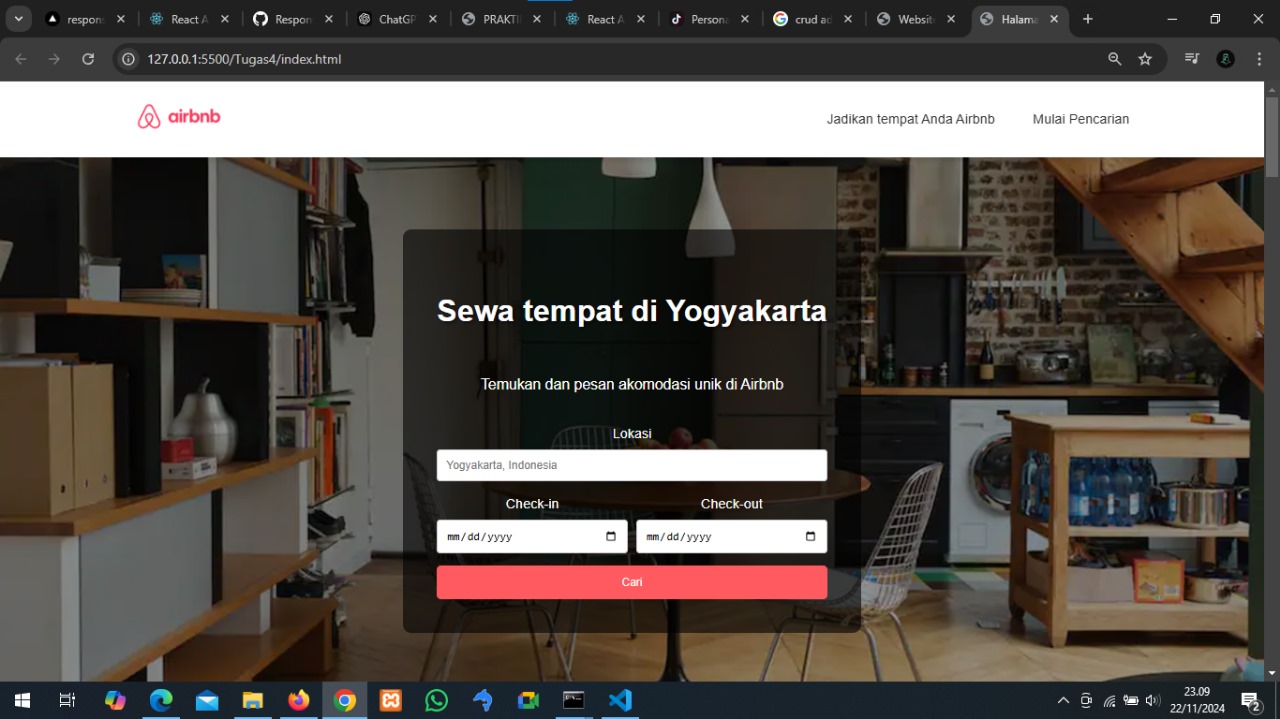 respons
React A
Respon
ChatGP
PRAKTI
React A
Persona
crud ad
Website
Halama
127.0.0.1:5500/Tugas4/index.html
airbnb
Jadikan tempat Anda Airbnb
Mulai Pencarian
Sewa tempat di Yogyakarta
Temukan dan pesan akomodasi unik di Airbnb
Lokasi
Yogyakarta, Indonesia
Check-in Check-out
mm/dd/yyyy mm/dd/yyyy
Cari
23.09
22/11/2024
2